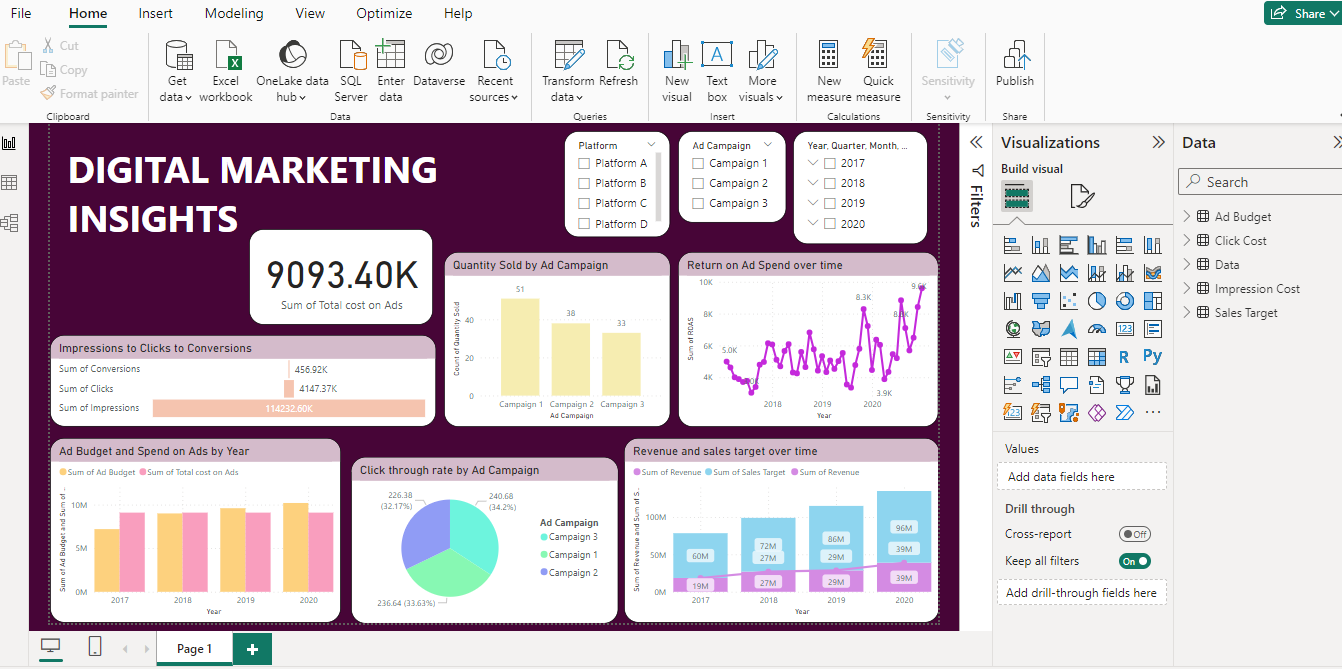 File Home Insert Modeling View Optimize Help Share
Paste
Cut
Copy
Format painter
Clipboard
Get data
Excel workbook
OneLake data hub
SQL Server
Enter data
Dataverse
Recent sources
Data
Transform data
Refresh
Queries
New visual
Text box
More visuals
Insert
New measure
Quick measure
Calculations
Sensitivity
Sensitivity
Publish
Share
DIGITAL MARKETING
INSIGHTS
Platform
Platform A
Platform B
Platform C
Platform D
Ad Campaign
Campaign 1
Campaign 2
Campaign 3
Year, Quarter, Month, ...
2017
2018
2019
2020
9093.40K
Sum of Total cost on Ads
Impressions to Clicks to Conversions
Sum of Conversions 456.92K
Sum of Clicks 4147.37K
Sum of Impressions 114232.60K
Quantity Sold by Ad Campaign
Count of Quantity Sold
40
20
0
51
38
33
Campaign 1 Campaign 2 Campaign 3
Ad Campaign
Return on Ad Spend over time
Sum of ROAS
10K
8K
6K
4K
5.0K
8.3K
3.9K
2018 2019 2020
Year
Ad Budget and Spend on Ads by Year
Sum of Ad Budget Sum of Total cost on Ads
Sum of Ad Budget and Sum of ...
10M
5M
0M
2017 2018 2019 2020
Year
Click through rate by Ad Campaign
226.38
(32.17%)
240.68
(34.2%)
236.64 (33.63%)
Ad Campaign
Campaign 3
Campaign 1
Campaign 2
Revenue and sales target over time
Sum of Revenue Sum of Sales Target Sum of Revenue
Sum of Revenue and Sum of S...
100M
50M
0M
60M
19M
72M
27M
27M
86M
29M
29M
96M
39M
39M
2017 2018 2019 2020
Year
Filters
Visualizations
Build visual
123
R
Py
123
Values
Add data fields here
Drill through
Cross-report Off
Keep all filters On
Add drill-through fields here
Data
Search
Ad Budget
Click Cost
Data
Impression Cost
Sales Target
Page 1